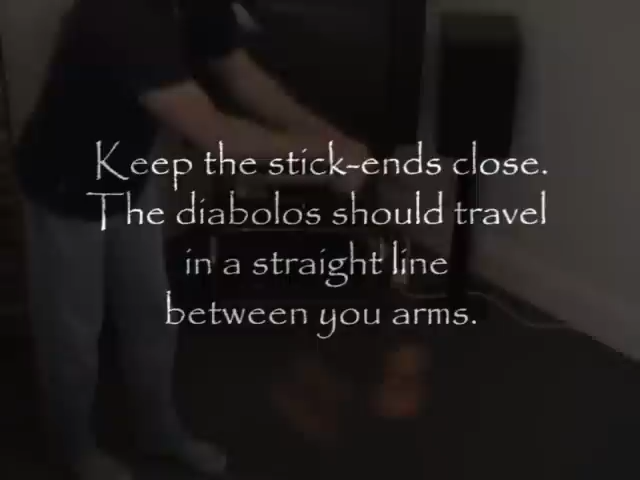 Keep the stick-ends close.
The diabolos should travel
in a straight line
between you arms.